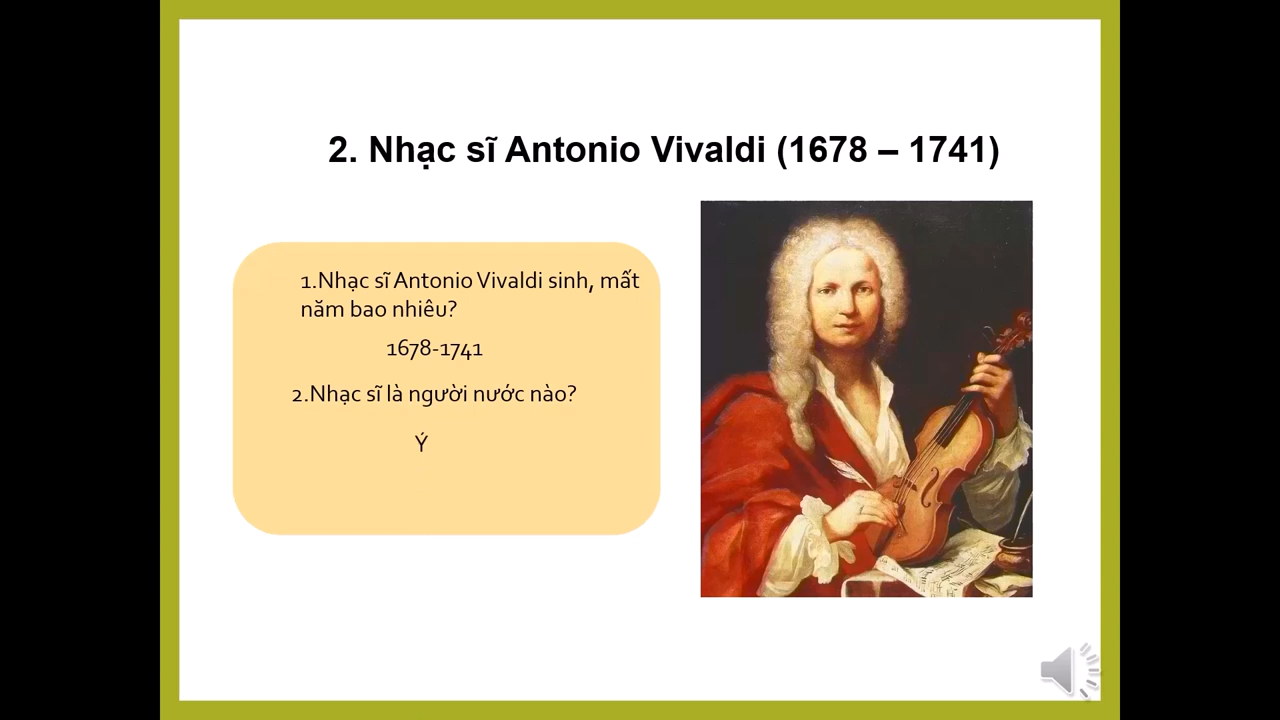 2. Nhạc sĩ Antonio Vivaldi (1678 – 1741)
1.Nhạc sĩ Antonio Vivaldi sinh, mất
năm bao nhiêu?
1678-1741
2.Nhạc sĩ là người nước nào?
Ý